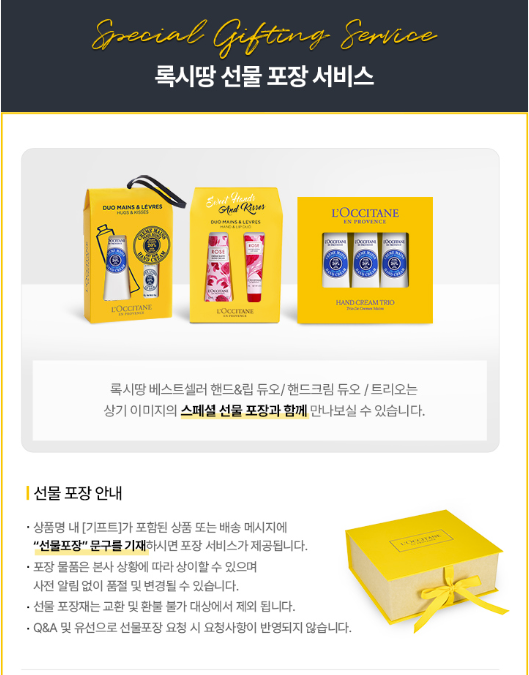 Special Gifting Service
록시땅 선물 포장 서비스
DUO MAINS & LÈVRES
HUGS & KISSES
L'OCCITANE
EN PROVENCE
Sweet Hands
And Kisses
DUO MAINS & LÈVRES
HAND & LIP DUO
ROSE
L'OCCITANE
EN PROVENCE
L'OCCITANE
EN PROVENCE
L'OCCITANE L'OCCITANE L'OCCITANE
HAND CREAM TRIO
록시땅 베스트셀러 핸드&립 듀오/ 핸드크림 듀오 / 트리오는
상기 이미지의 스페셜 선물 포장과 함께 만나보실 수 있습니다.
선물 포장 안내
· 상품명 내 [기프트]가 포함된 상품 또는 배송 메시지에
“선물포장” 문구를 기재하시면 포장 서비스가 제공됩니다.
· 포장 물품은 본사 상황에 따라 상이할 수 있으며
사전 알림 없이 품절 및 변경될 수 있습니다.
· 선물 포장재는 교환 및 환불 불가 대상에서 제외 됩니다.
· Q&A 및 유선으로 선물포장 요청 시 요청사항이 반영되지 않습니다.
L'OCCITANE